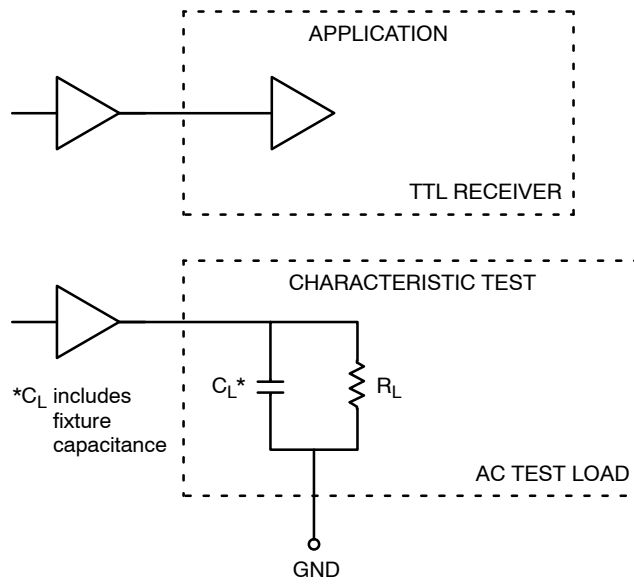 APPLICATION
TTL RECEIVER
CHARACTERISTIC TEST
*CL includes
fixture
capacitance
CL*
RL
AC TEST LOAD
GND